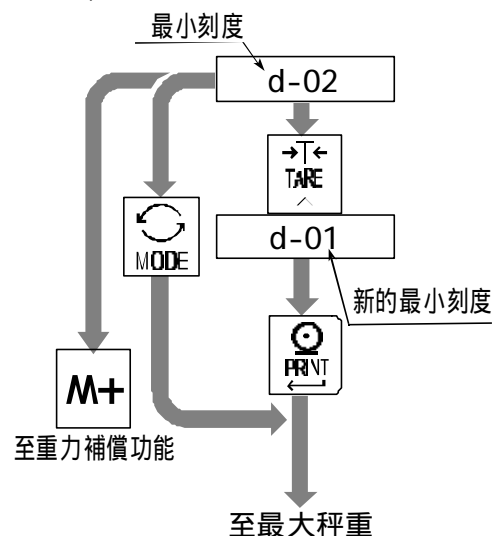 最小刻度
d-02
→T←
TARE
MODE
d-01
新的最小刻度
PRINT
M+
至重力補償功能
至最大秤重